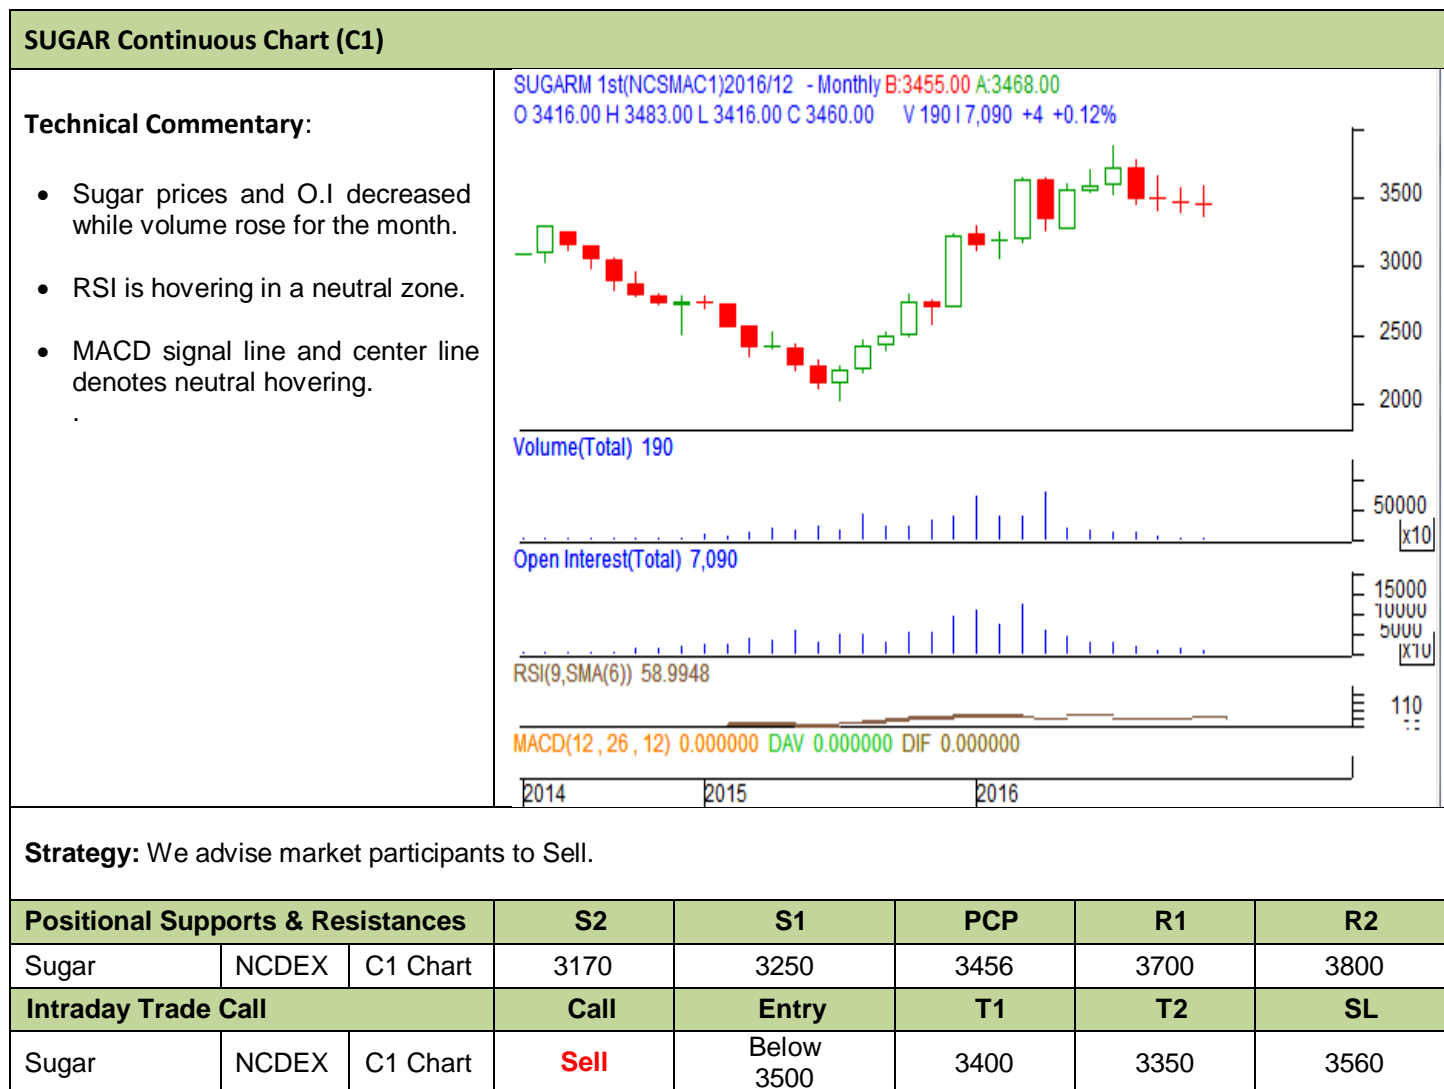 SUGAR Continuous Chart (C1)
Technical Commentary:
• Sugar prices and O.I decreased
while volume rose for the month.
• RSI is hovering in a neutral zone.
• MACD signal line and center line
denotes neutral hovering.
.
SUGARM 1st(NCSMAC1)2016/12 - Monthly B:3455.00 A:3468.00
O 3416.00 H 3483.00 L 3416.00 C 3460.00 V 190 I 7,090 +4 +0.12%
3500
3000
2500
2000
Volume(Total) 190
50000
x10
Open Interest(Total) 7,090
15000
10000
5000
x10
RSI(9,SMA(6)) 58.9948
110
MACD(12 , 26 , 12) 0.000000 DAV 0.000000 DIF 0.000000
2014 2015 2016
Strategy: We advise market participants to Sell.
Positional Supports & Resistances S2 S1 PCP R1 R2
Sugar NCDEX C1 Chart 3170 3250 3456 3700 3800
Intraday Trade Call Call Entry T1 T2 SL
Sugar NCDEX C1 Chart Sell Below 3400 3350 3560
3500